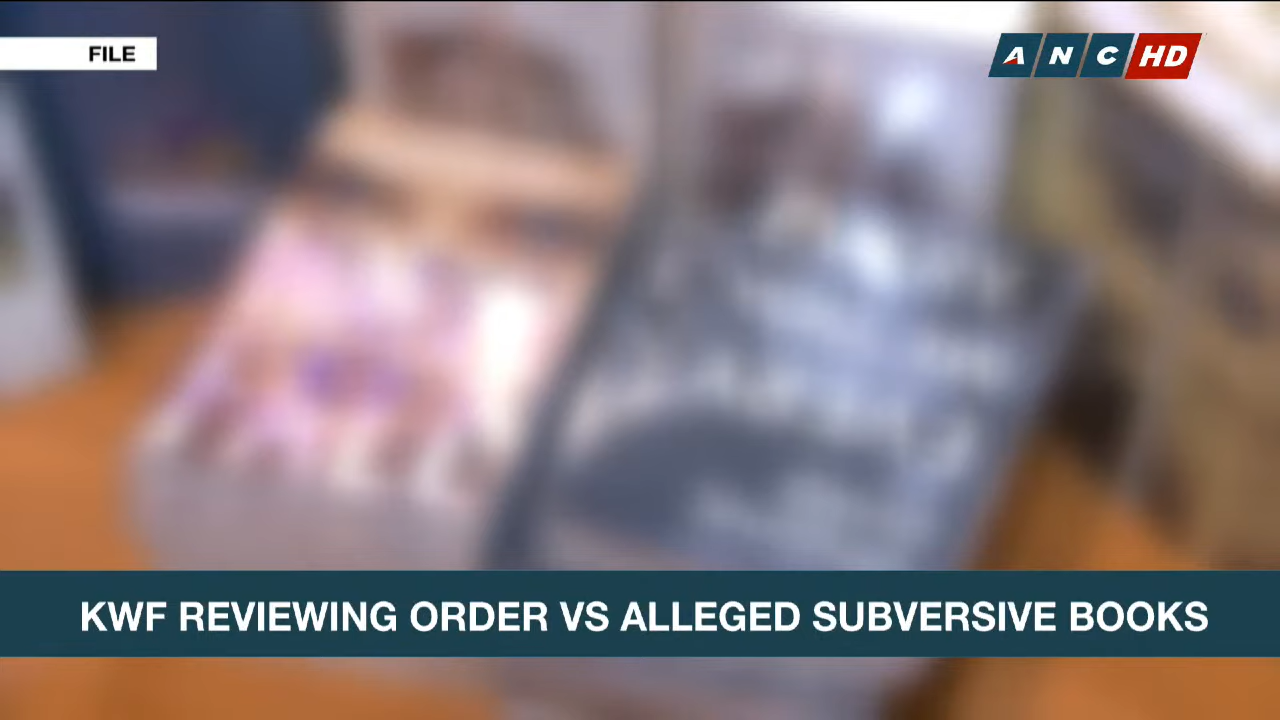 FILE
ANC HD
KWF REVIEWING ORDER VS ALLEGED SUBVERSIVE BOOKS